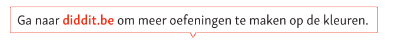 Ga naar diddit.be om meer oefeningen te maken op de kleuren.